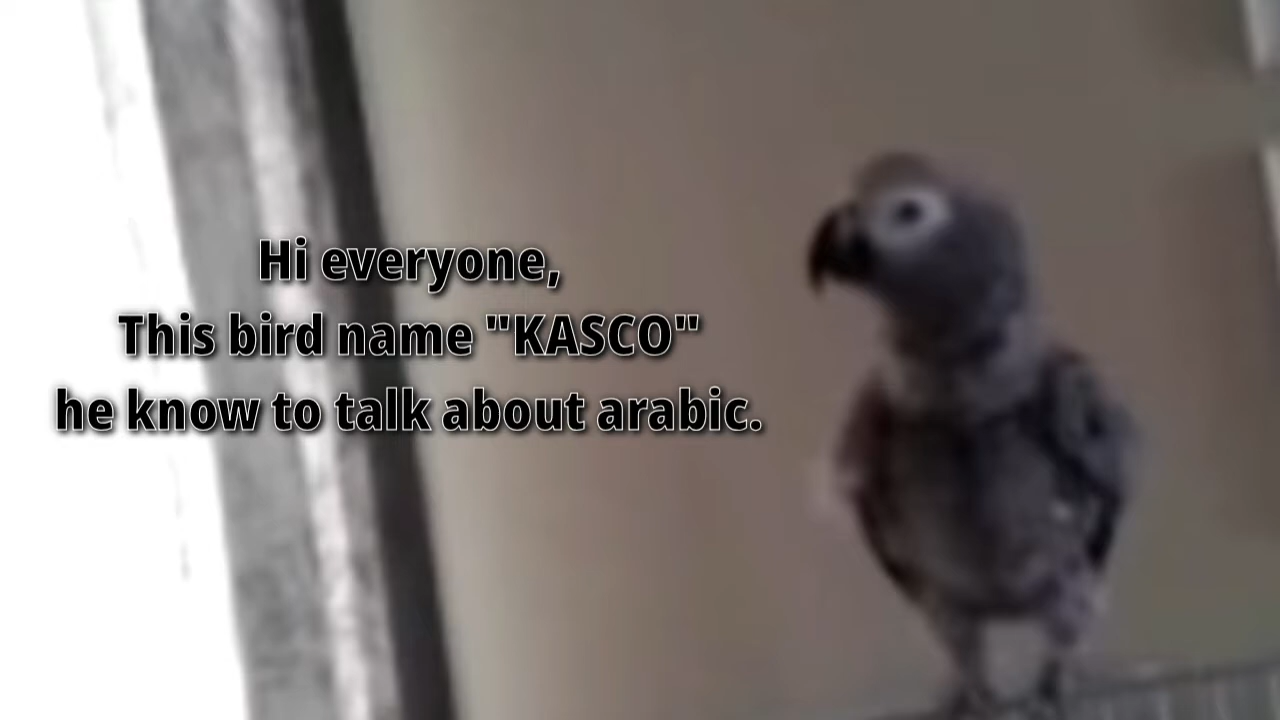 Hi everyone,
This bird name "KASCO"
he know to talk about arabic.